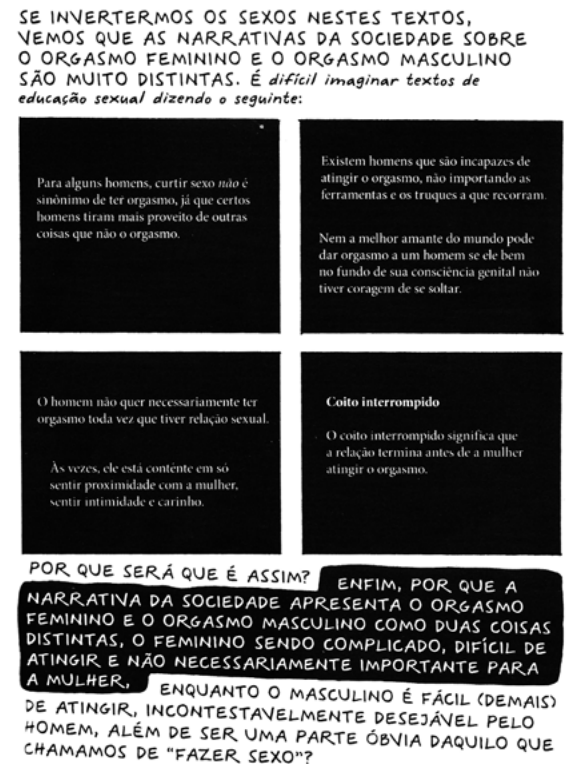 SE INVERTERMOS OS SEXOS NESTES TEXTOS,
VEMOS QUE AS NARRATIVAS DA SOCIEDADE SOBRE
O ORGASMO FEMININO E O ORGASMO MASCULINO
SÃO MUITO DISTINTAS. É difícil imaginar textos de
educação sexual dizendo o seguinte:
Para alguns homens, curtir sexo não é
sinônimo de ter orgasmo, já que certos
homens tiram mais proveito de outras
coisas que não o orgasmo.
Existem homens que são incapazes de
atingir o orgasmo, não importando as
ferramentas e os truques a que recorram.
Nem a melhor amante do mundo pode
dar orgasmo a um homem se ele bem
no fundo de sua consciência genital não
tiver coragem de se soltar.
O homem não quer necessariamente ter
orgasmo toda vez que tiver relação sexual.
Às vezes, ele está contente em só
sentir proximidade com a mulher,
sentir intimidade e carinho.
Coito interrompido
O coito interrompido significa que
a relação termina antes de a mulher
atingir o orgasmo.
POR QUE SERÁ QUE É ASSIM? ENFIM, POR QUE A
NARRATIVA DA SOCIEDADE APRESENTA O ORGASMO
FEMININO E O ORGASMO MASCULINO COMO DUAS COISAS
DISTINTAS, O FEMININO SENDO COMPLICADO, DIFÍCIL DE
ATINGIR E NÃO NECESSARIAMENTE IMPORTANTE PARA
A MULHER, ENQUANTO O MASCULINO É FÁCIL (DEMAIS)
DE ATINGIR, INCONTESTAVELMENTE DESEJÁVEL PELO
HOMEM, ALÉM DE SER UMA PARTE ÓBVIA DAQUILO QUE
CHAMAMOS DE "FAZER SEXO"?